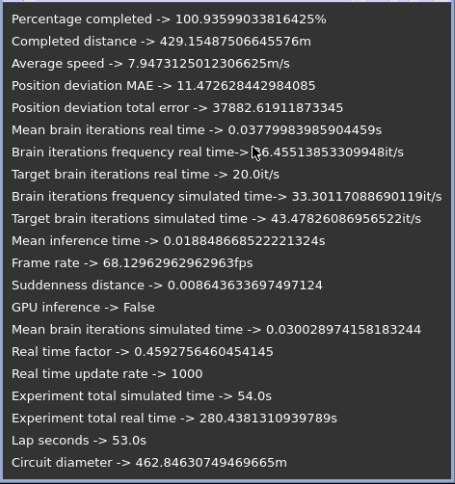 Percentage completed -> 100.93599033816425%
Completed distance -> 429.15487506645576m
Average speed -> 7.9473125012306625m/s
Position deviation MAE -> 11.472628442984085
Position deviation total error -> 37882.61911873345
Mean brain iterations real time -> 0.03779983985904459s
Brain iterations frequency real time-> 6.45513853309948it/s
Target brain iterations real time -> 20.0it/s
Brain iterations frequency simulated time-> 33.30117088690119it/s
Target brain iterations simulated time -> 43.47826086956522it/s
Mean inference time -> 0.018848668522221324s
Frame rate -> 68.12962962962963fps
Suddenness distance -> 0.008643633697497124
GPU inference -> False
Mean brain iterations simulated time -> 0.030028974158183244
Real time factor -> 0.4592756460454145
Real time update rate -> 1000
Experiment total simulated time -> 54.0s
Experiment total real time -> 280.4381310939789s
Lap seconds -> 53.0s
Circuit diameter -> 462.84630749469665m